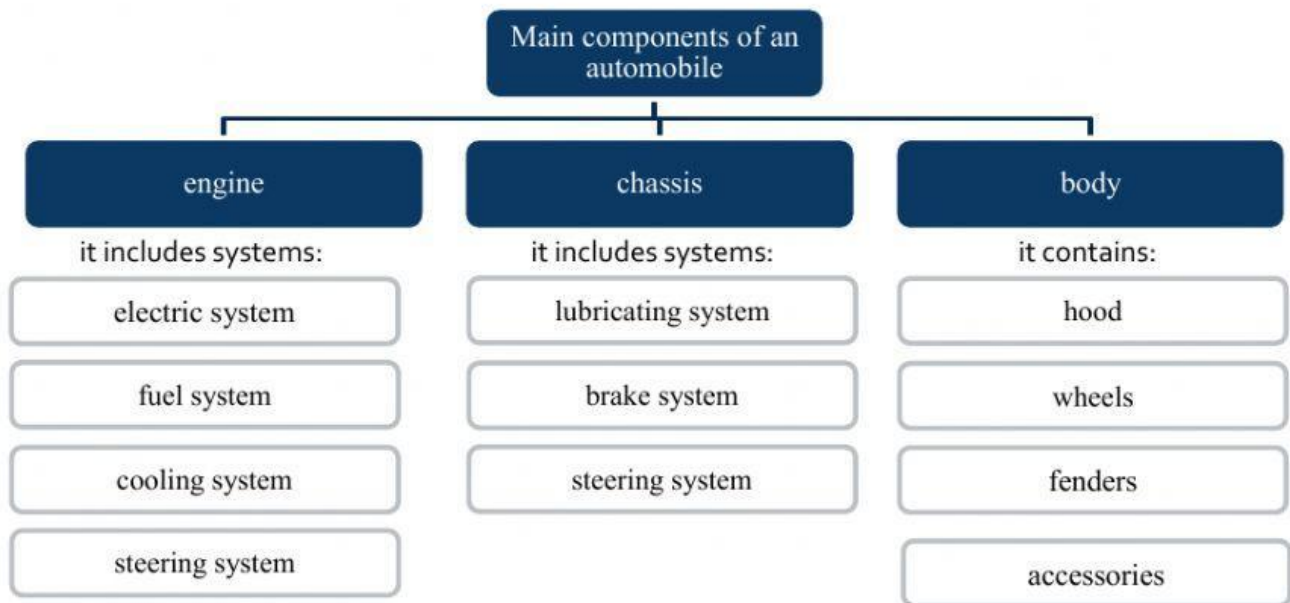 Main components of an
automobile
engine
it includes systems:
electric system
fuel system
cooling system
steering system
chassis
it includes systems:
lubricating system
brake system
steering system
body
it contains:
hood
wheels
fenders
accessories